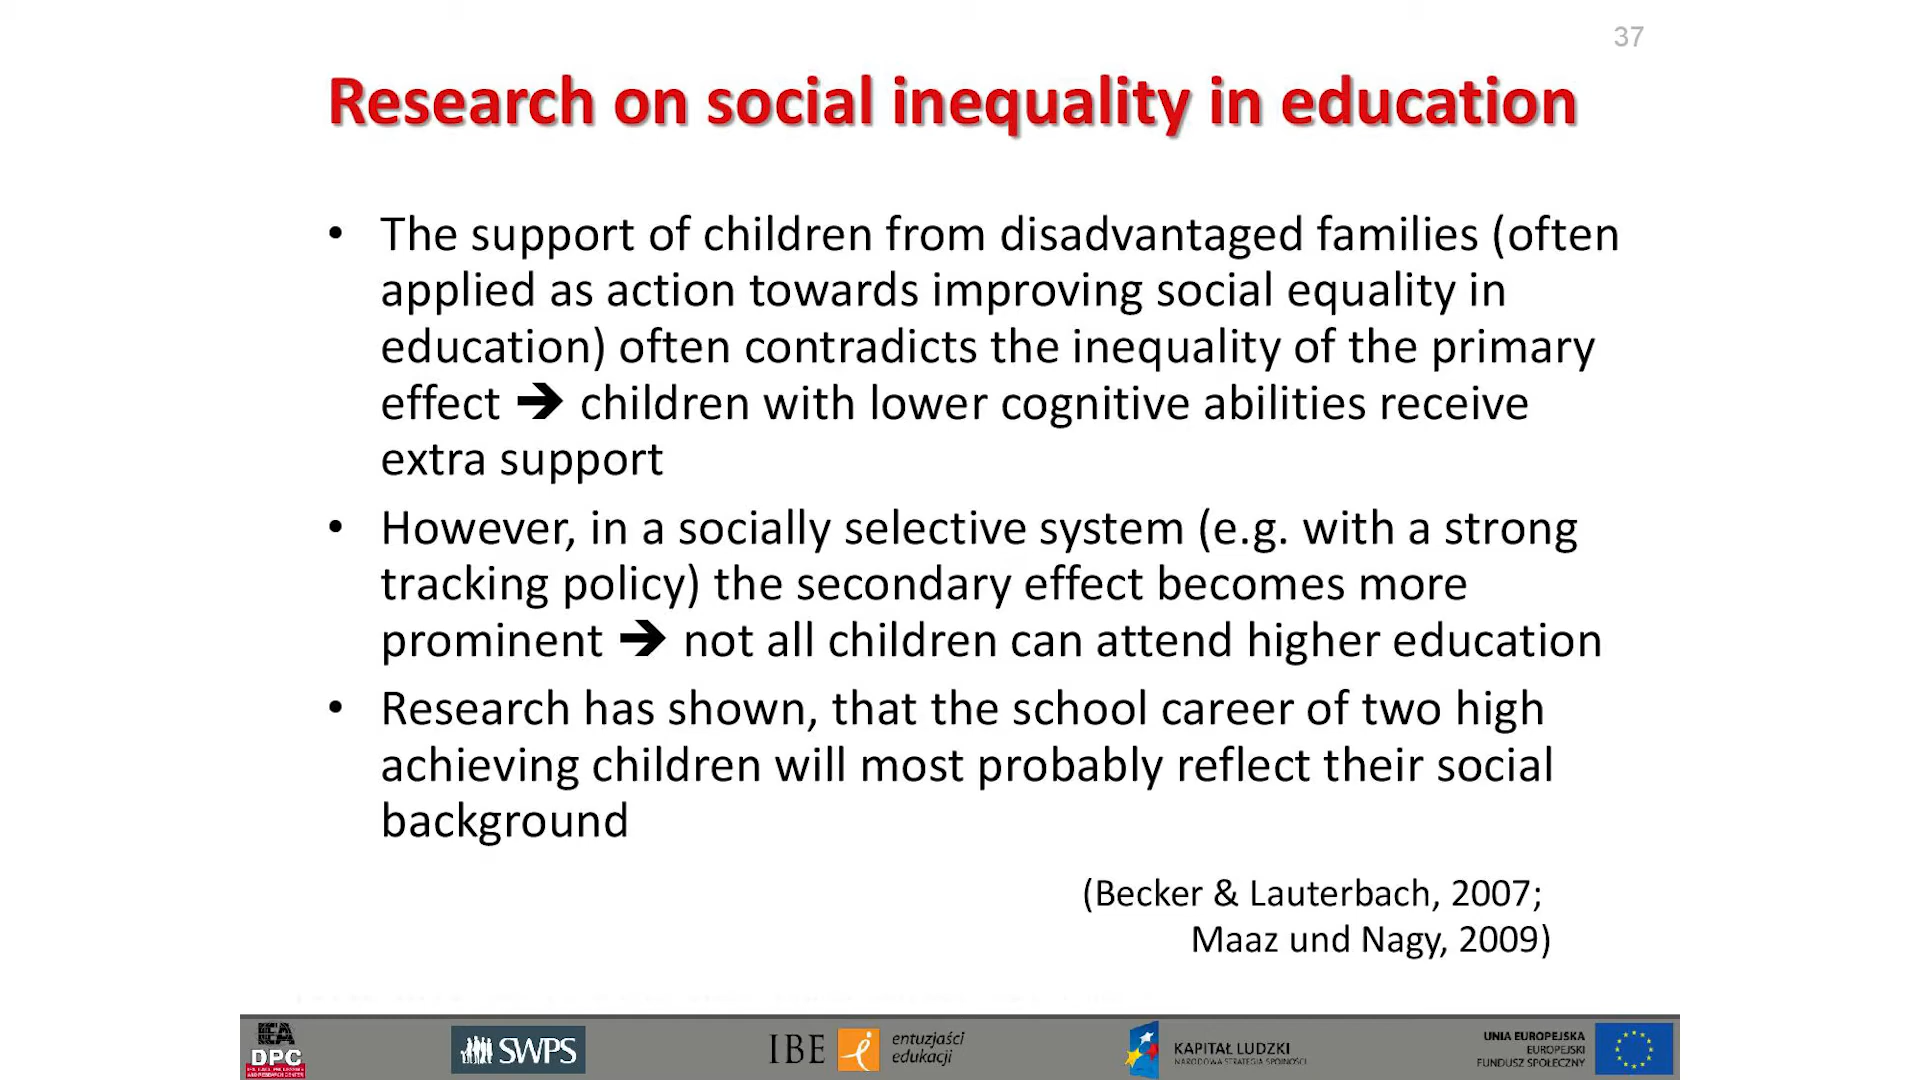 37
Research on social inequality in education
• The support of children from disadvantaged families (often
applied as action towards improving social equality in
education) often contradicts the inequality of the primary
effect ➔ children with lower cognitive abilities receive
extra support
• However, in a socially selective system (e.g. with a strong
tracking policy) the secondary effect becomes more
prominent ➔ not all children can attend higher education
• Research has shown, that the school career of two high
achieving children will most probably reflect their social
background
(Becker & Lauterbach, 2007;
Maaz und Nagy, 2009)
IEA
DPC
SWPS
IBE
entuzjaści
edukacji
KAPITAŁ LUDZKI
NARODOWA STRATEGIA SPÓJNOŚCI
UNIA EUROPEJSKA
EUROPEJSKI
FUNDUSZ SPOŁECZNY